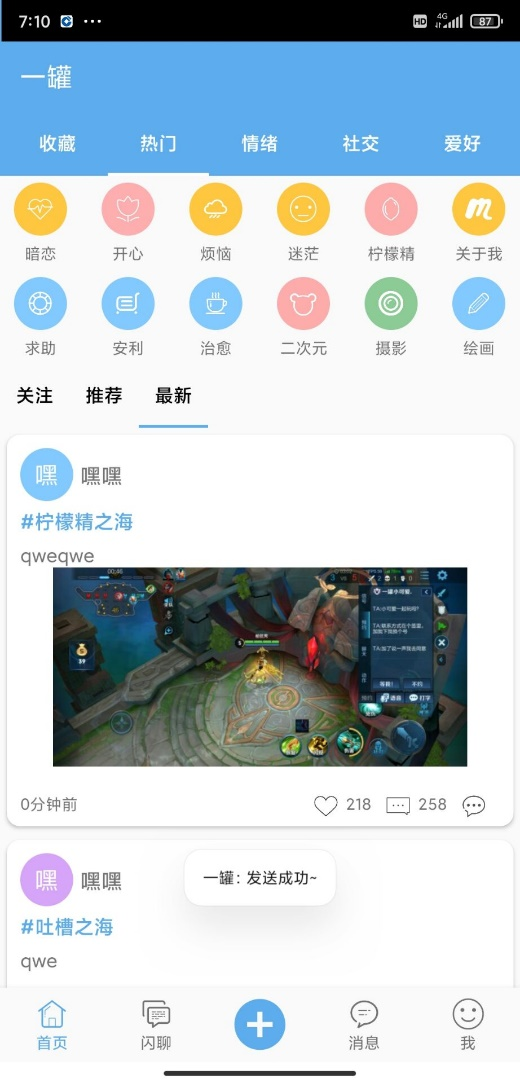 7:10 HD 4G 87
一罐
收藏 热门 情绪 社交 爱好
暗恋 开心 烦恼 迷茫 柠檬精 关于我
求助 安利 治愈 二次元 摄影 绘画
关注 推荐 最新
嘿 嘿嘿
#柠檬精之海
qweqwe
00:46
39
0分钟前 218 258
嘿 嘿嘿
一罐：发送成功~
#吐槽之海
qwe
首页 闪聊 消息 我